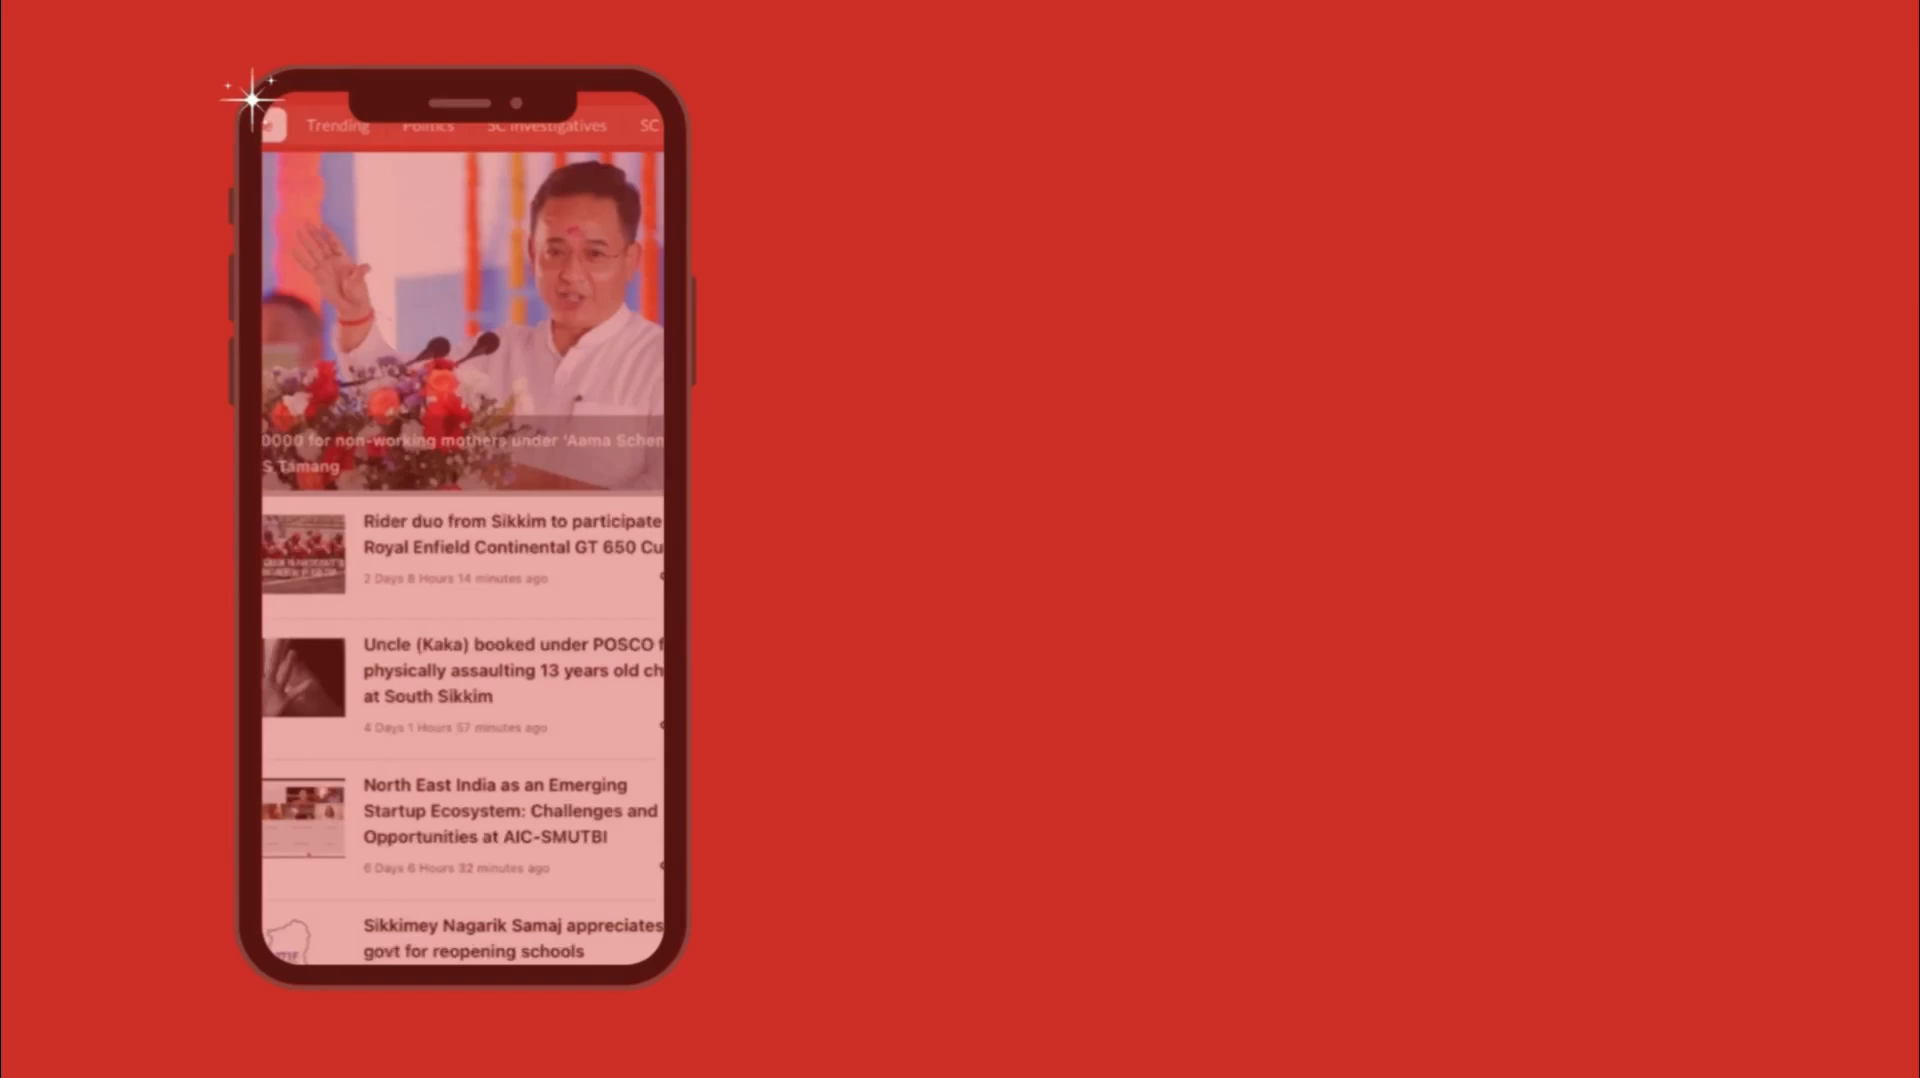 e Trending Politics SC Investigatives SC
0000 for non-working mothers under 'Aama Schem
S Tamang
Rider duo from Sikkim to participate
Royal Enfield Continental GT 650 Cu
2 Days 8 Hours 14 minutes ago
Uncle (Kaka) booked under POSCO f
physically assaulting 13 years old ch
at South Sikkim
4 Days 1 Hours 57 minutes ago
North East India as an Emerging
Startup Ecosystem: Challenges and
Opportunities at AIC-SMUTBI
6 Days 6 Hours 32 minutes ago
Sikkimey Nagarik Samaj appreciates
govt for reopening schools